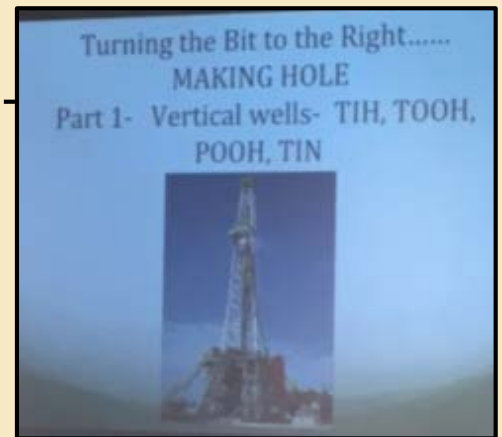 Turning the Bit to the Right......
MAKING HOLE
Part 1- Vertical wells- TIH, TOOH,
POOH, TIN